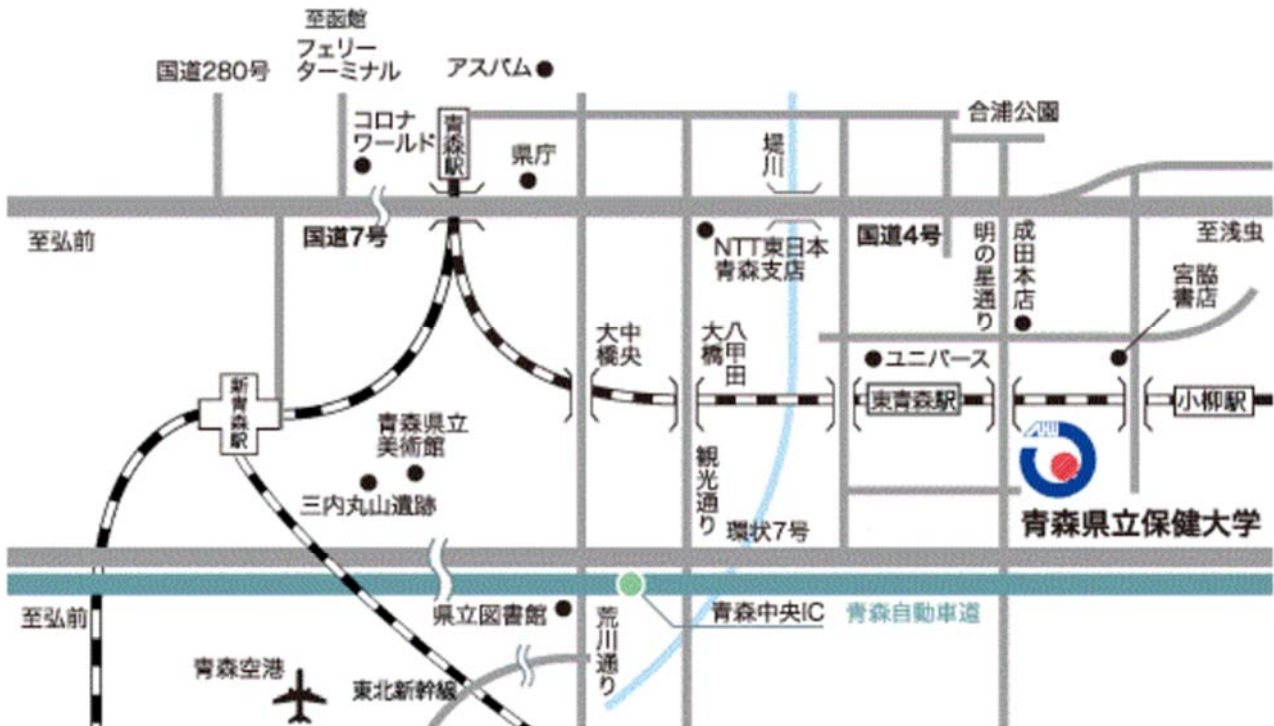 至函館
フェリー
ターミナル
国道280号
アスパム
コロナ
ワールド
青森駅
県庁
堤川
合浦公園
至弘前
国道7号
NTT東日本
青森支店
国道4号
明の星通り
成田本店
至浅虫
宮脇
書店
中央
大橋
八甲田
大橋
ユニバース
新青森駅
東青森駅
小柳駅
青森県立
美術館
三内丸山遺跡
観光通り
環状7号
AHU
青森県立保健大学
至弘前
県立図書館
荒川通り
青森中央IC
青森自動車道
青森空港
東北新幹線